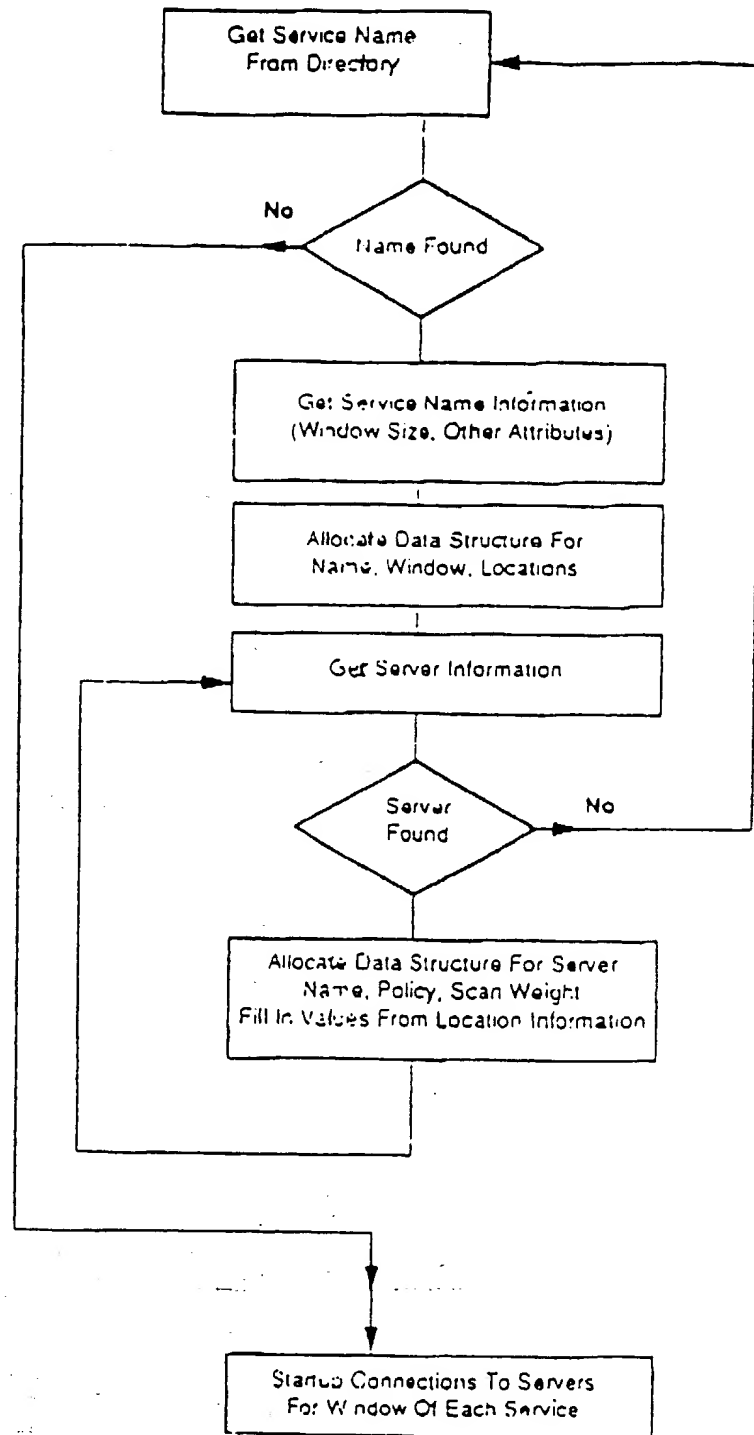 Get Service Name
From Directory
No
Name Found
Get Service Name Information
(Window Size, Other Attributes)
Allocate Data Structure For
Name, Window, Locations
Get Server Information
Server
Found
No
Allocate Data Structure For Server
Name, Policy, Scan Weight
Fill In Values From Location Information
Startup Connections To Servers
For Window Of Each Service